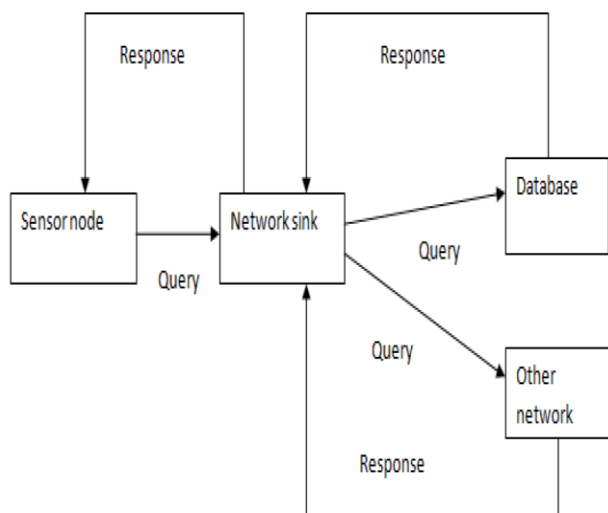 Response
Response
Sensor node
Network sink
Database
Query
Query
Query
Other
network
Response